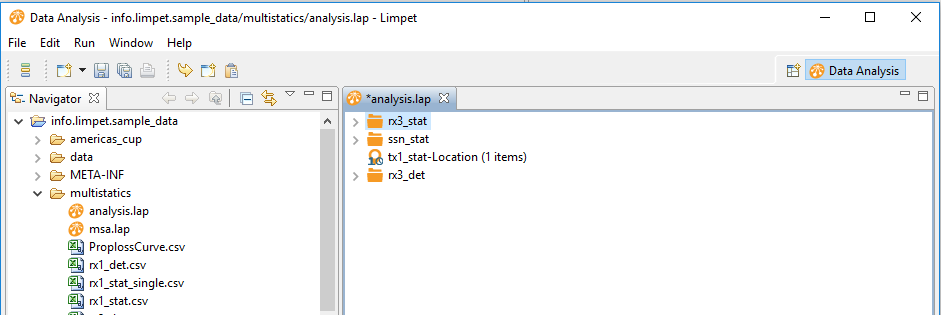 Data Analysis - info.limpet.sample_data/multistatics/analysis.lap - Limpet
File Edit Run Window Help
Data Analysis
Navigator
*analysis.lap
info.limpet.sample_data
americas_cup
data
META-INF
multistatics
analysis.lap
msa.lap
ProplossCurve.csv
rx1_det.csv
rx1_stat_single.csv
rx1_stat.csv
rx3_stat
ssn_stat
tx1_stat-Location (1 items)
rx3_det